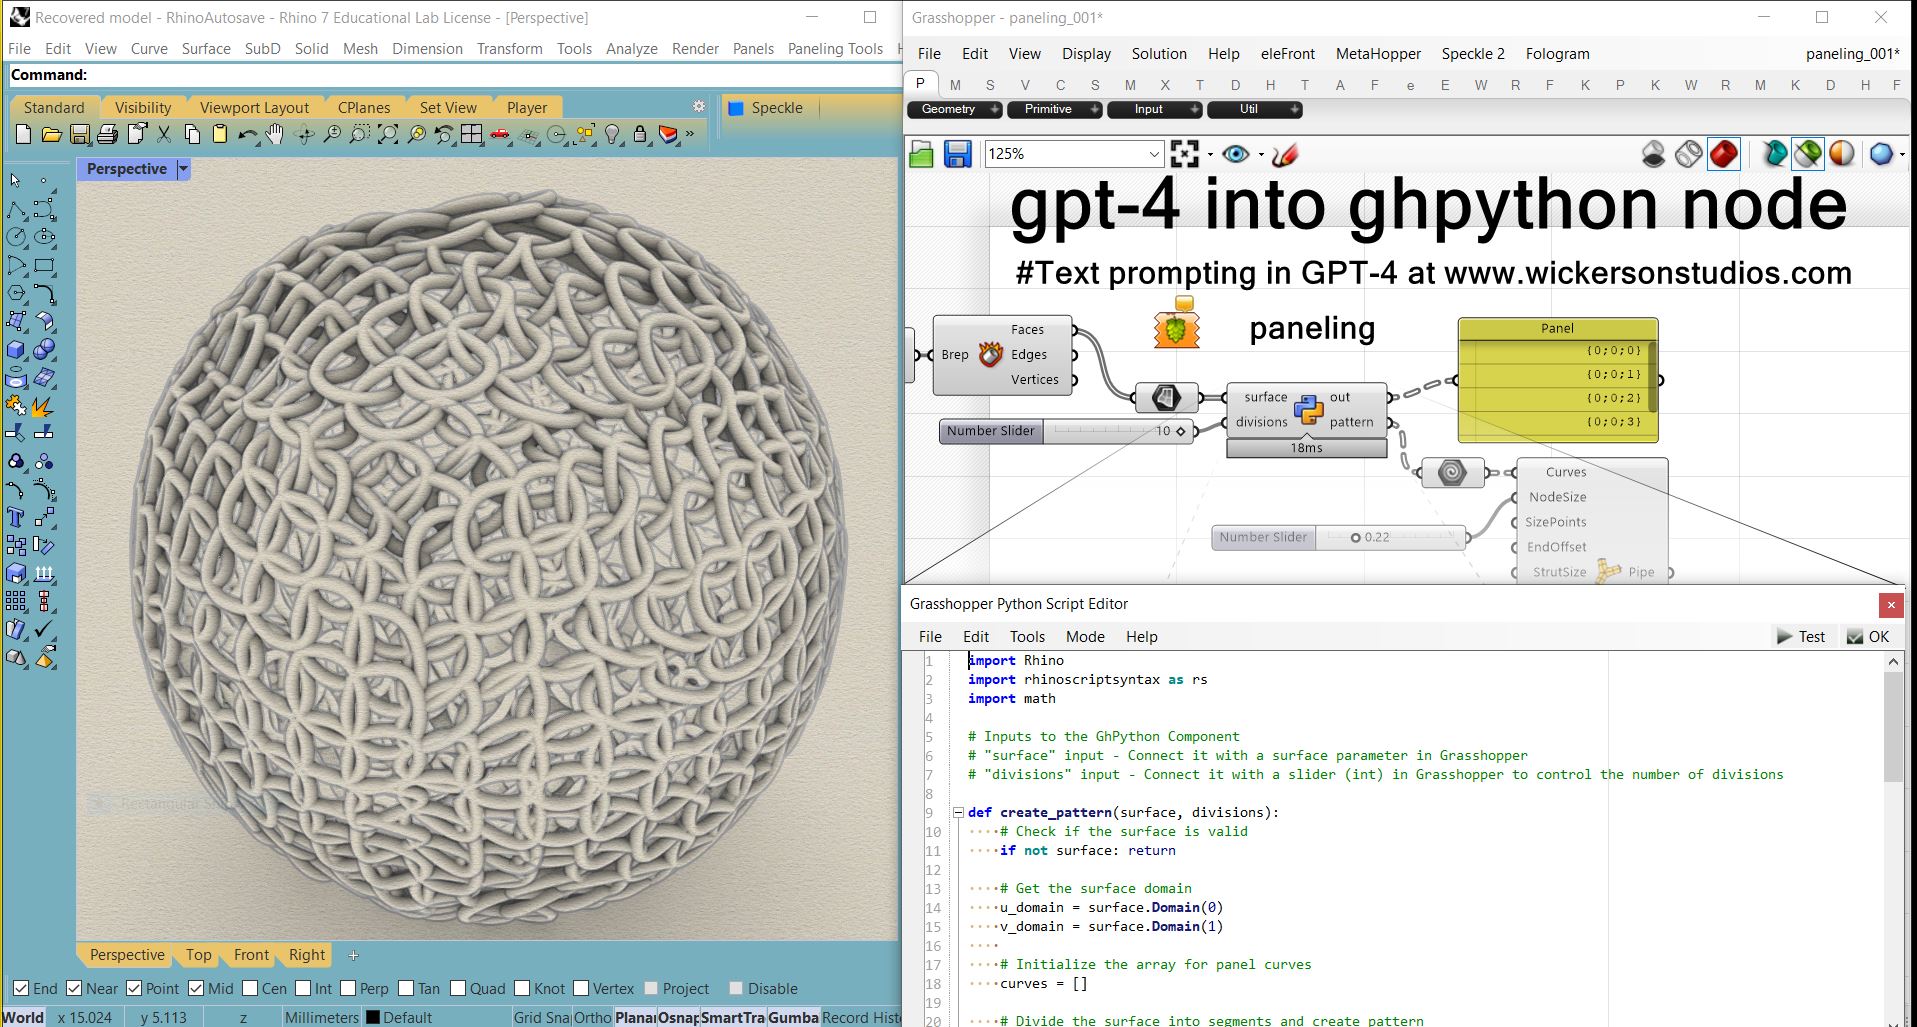 Recovered model - RhinoAutosave - Rhino 7 Educational Lab License - [Perspective]
File Edit View Curve Surface SubD Solid Mesh Dimension Transform Tools Analyze Render Panels Paneling Tools
Command:
Standard Visibility Viewport Layout CPlanes Set View Player
Speckle
Perspective
Perspective Top Front Right
End Near Point Mid Cen Int Perp Tan Quad Knot Vertex Project Disable
World x 15.024 y 5.113 z Millimeters Default Grid Sna Ortho Plana Osnap SmartTra Gumba Record Hist
Grasshopper - paneling_001*
File Edit View Display Solution Help eleFront MetaHopper Speckle 2 Fologram paneling_001*
P M S V C S M X T D H T A F e E W R F K P K W R M K D H F
Geometry Primitive Input Util
125%
gpt-4 into ghpython node
#Text prompting in GPT-4 at www.wickersonstudios.com
paneling
Brep Faces
Edges
Vertices
Number Slider 10
surface out
divisions pattern
18ms
Panel
{0;0;0}
{0;0;1}
{0;0;2}
{0;0;3}
Number Slider 0.22
Curves
NodeSize
SizePoints
EndOffset
StrutSize Pipe
Grasshopper Python Script Editor
File Edit Tools Mode Help Test OK
1 import Rhino
2 import rhinoscriptsyntax as rs
3 import math
4
5 # Inputs to the GhPython Component
6 # "surface" input - Connect it with a surface parameter in Grasshopper
7 # "divisions" input - Connect it with a slider (int) in Grasshopper to control the number of divisions
8
9 def create_pattern(surface, divisions):
10 # Check if the surface is valid
11 if not surface: return
12
13 # Get the surface domain
14 u_domain = surface.Domain(0)
15 v_domain = surface.Domain(1)
16
17 # Initialize the array for panel curves
18 curves = []
19
20 # Divide the surface into segments and create pattern